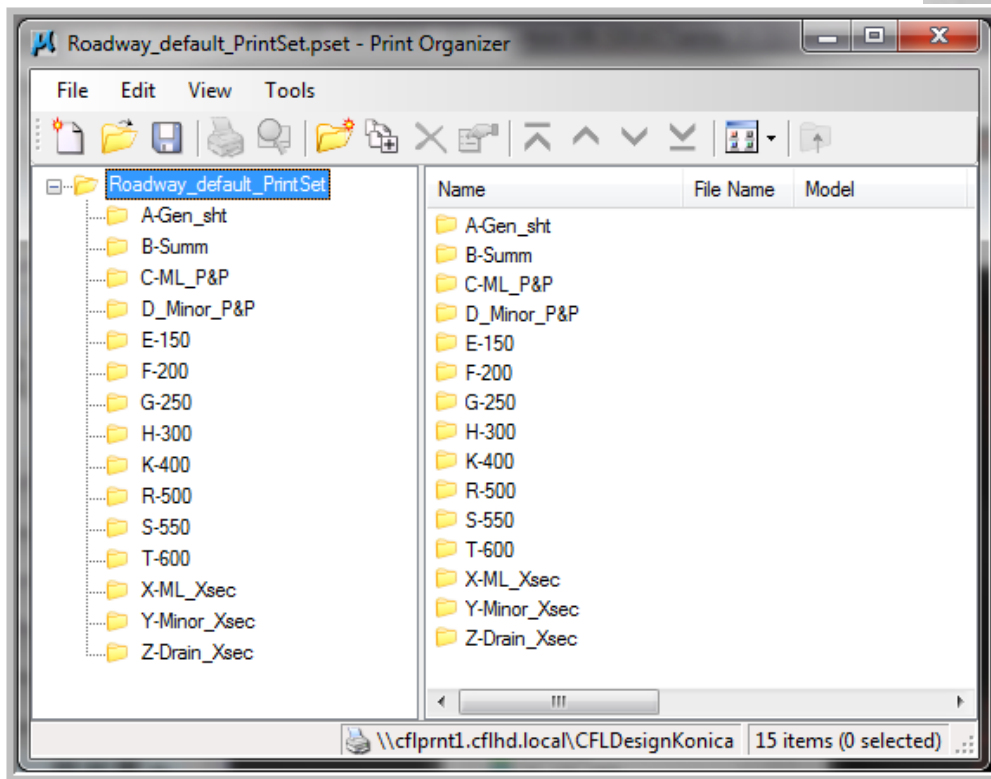 Roadway_default_PrintSet.pset - Print Organizer
File Edit View Tools
Roadway_default_PrintSet
A-Gen_sht
B-Summ
C-ML_P&P
D_Minor_P&P
E-150
F-200
G-250
H-300
K-400
R-500
S-550
T-600
X-ML_Xsec
Y-Minor_Xsec
Z-Drain_Xsec
Name File Name Model
A-Gen_sht
B-Summ
C-ML_P&P
D_Minor_P&P
E-150
F-200
G-250
H-300
K-400
R-500
S-550
T-600
X-ML_Xsec
Y-Minor_Xsec
Z-Drain_Xsec
\\cflprnt1.cflhd.local\CFLDesignKonica 15 items (0 selected)